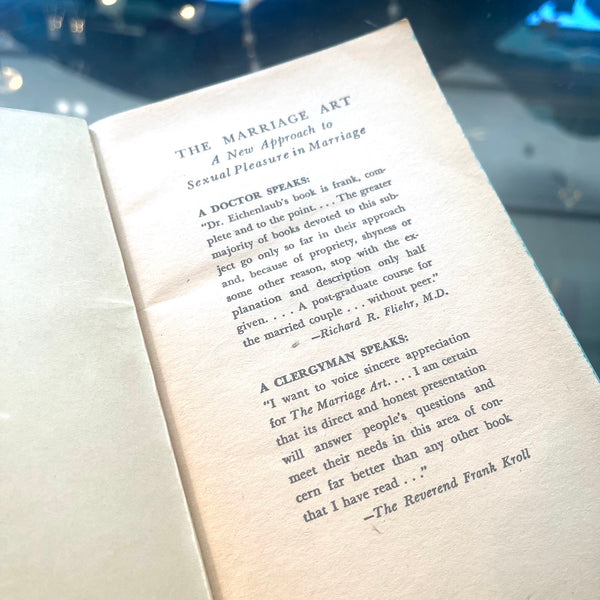 THE MARRIAGE ART
A New Approach to
Sexual Pleasure in Marriage
A DOCTOR SPEAKS:
"Dr. Eichenlaub's book is frank, com-
plete and to the point. . . . The greater
majority of books devoted to this sub-
ject go only so far in their approach
and, because of propriety, shyness or
some other reason, stop with the ex-
planation and description only half
given. . . . A post-graduate course for
the married couple . . . without peer."
—Richard R. Fliehr, M.D.
A CLERGYMAN SPEAKS:
"I want to voice sincere appreciation
for The Marriage Art. . . . I am certain
that its direct and honest presentation
will answer people's questions and
meet their needs in this area of con-
cern far better than any other book
that I have read . . ."
—The Reverend Frank Kroll